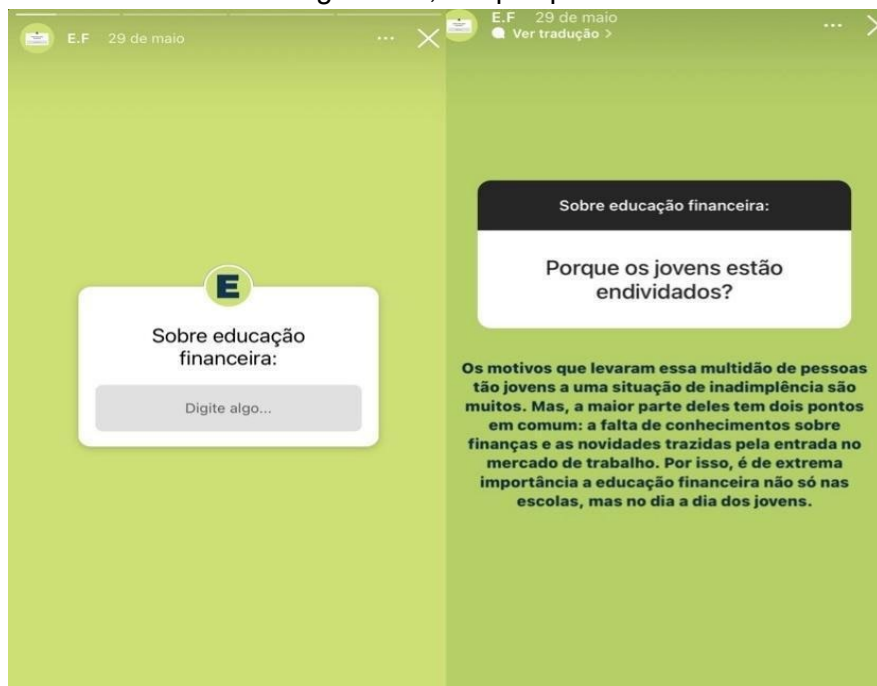 E.F 29 de maio
E
Sobre educação
financeira:
Digite algo...
E.F 29 de maio
Ver tradução >
Sobre educação financeira:
Porque os jovens estão
endividados?
Os motivos que levaram essa multidão de pessoas
tão jovens a uma situação de inadimplência são
muitos. Mas, a maior parte deles tem dois pontos
em comum: a falta de conhecimentos sobre
finanças e as novidades trazidas pela entrada no
mercado de trabalho. Por isso, é de extrema
importância a educação financeira não só nas
escolas, mas no dia a dia dos jovens.